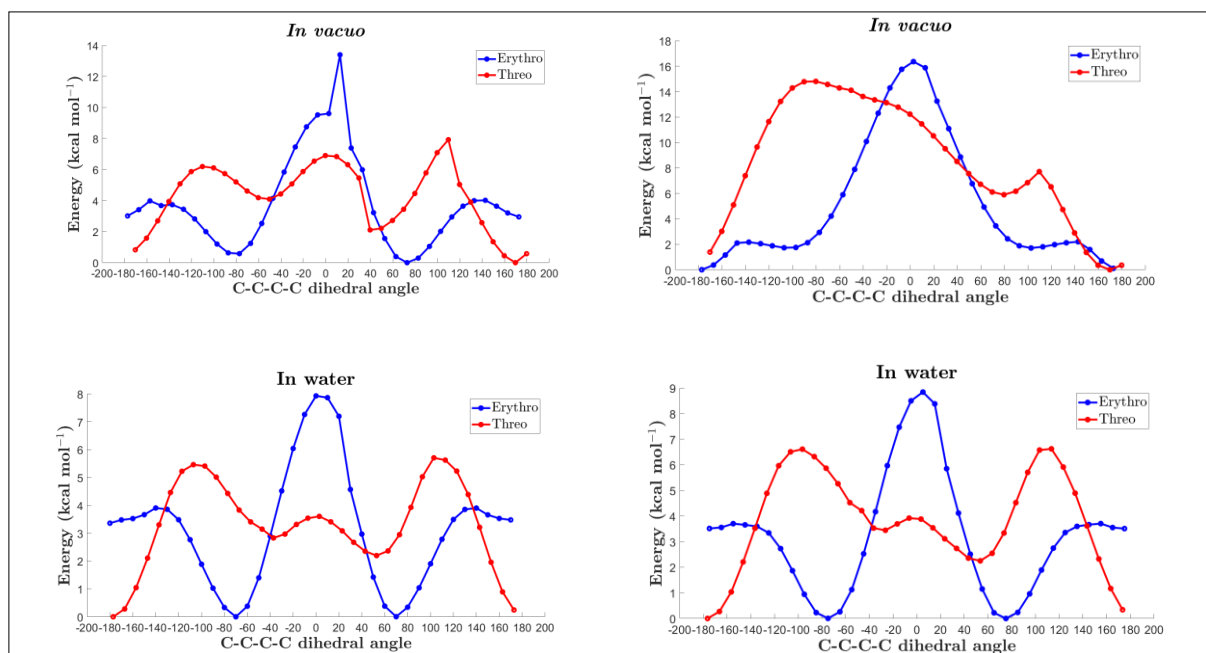 In vacuo
Energy (kcal mol⁻¹)
14
12
10
8
6
4
2
0
Erythro
Threo
-200-180-160-140-120-100 -80 -60 -40 -20 0 20 40 60 80 100 120 140 160 180 200
C-C-C-C dihedral angle
In vacuo
Energy (kcal mol⁻¹)
18
16
14
12
10
8
6
4
2
0
Erythro
Threo
-200-180-160-140-120-100 -80 -60 -40 -20 0 20 40 60 80 100 120 140 160 180 200
C-C-C-C dihedral angle
In water
Energy (kcal mol⁻¹)
8
7
6
5
4
3
2
1
0
Erythro
Threo
-200-180-160-140-120-100 -80 -60 -40 -20 0 20 40 60 80 100 120 140 160 180 200
C-C-C-C dihedral angle
In water
Energy (kcal mol⁻¹)
9
8
7
6
5
4
3
2
1
0
Erythro
Threo
-200-180-160-140-120-100 -80 -60 -40 -20 0 20 40 60 80 100 120 140 160 180 200
C-C-C-C dihedral angle